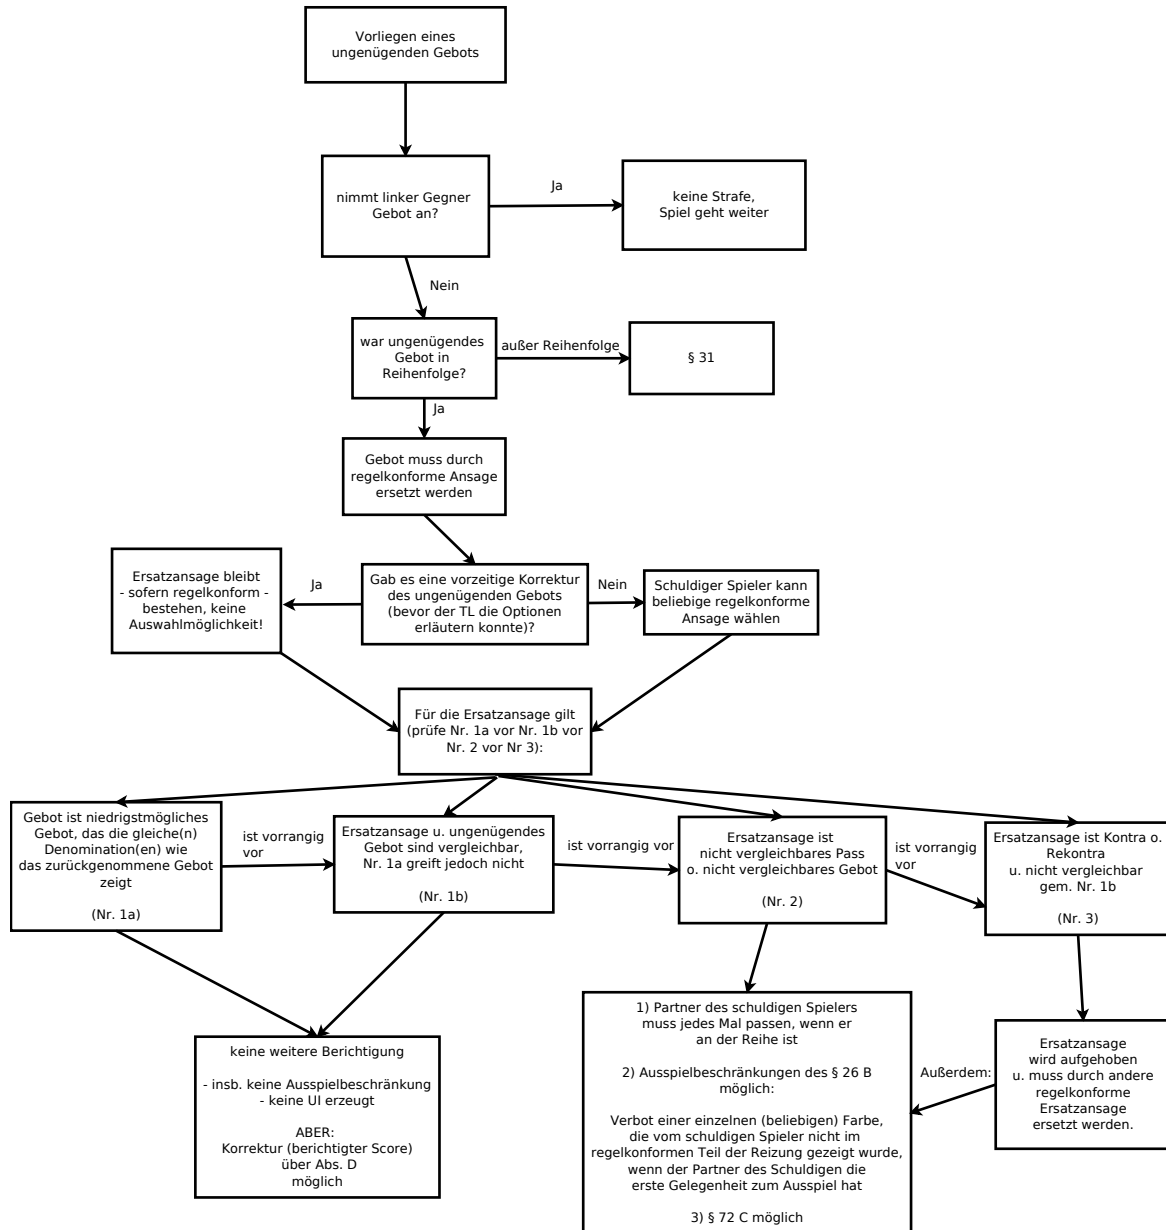 Vorliegen eines
ungenügenden Gebots
nimmt linker Gegner
Gebot an?
Ja
keine Strafe,
Spiel geht weiter
Nein
war ungenügendes
Gebot in
Reihenfolge?
außer Reihenfolge
§ 31
Ja
Gebot muss durch
regelkonforme Ansage
ersetzt werden
Ersatzansage bleibt
- sofern regelkonform -
bestehen, keine
Auswahlmöglichkeit!
Ja
Gab es eine vorzeitige Korrektur
des ungenügenden Gebots
(bevor der TL die Optionen
erläutern konnte)?
Nein
Schuldiger Spieler kann
beliebige regelkonforme
Ansage wählen
Für die Ersatzansage gilt
(prüfe Nr. 1a vor Nr. 1b vor
Nr. 2 vor Nr 3):
Gebot ist niedrigstmögliches
Gebot, das die gleiche(n)
Denomination(en) wie
das zurückgenommene Gebot
zeigt
(Nr. 1a)
ist vorrangig
vor
Ersatzansage u. ungenügendes
Gebot sind vergleichbar,
Nr. 1a greift jedoch nicht
(Nr. 1b)
ist vorrangig vor
Ersatzansage ist
nicht vergleichbares Pass
o. nicht vergleichbares Gebot
(Nr. 2)
ist vorrangig
vor
Ersatzansage ist Kontra o.
Rekontra
u. nicht vergleichbar
gem. Nr. 1b
(Nr. 3)
keine weitere Berichtigung
- insb. keine Ausspielbeschränkung
- keine UI erzeugt
ABER:
Korrektur (berichtigter Score)
über Abs. D
möglich
1) Partner des schuldigen Spielers
muss jedes Mal passen, wenn er
an der Reihe ist
2) Ausspielbeschränkungen des § 26 B
möglich:
Verbot einer einzelnen (beliebigen) Farbe,
die vom schuldigen Spieler nicht im
regelkonformen Teil der Reizung gezeigt wurde,
wenn der Partner des Schuldigen die
erste Gelegenheit zum Ausspiel hat
3) § 72 C möglich
Außerdem:
Ersatzansage
wird aufgehoben
u. muss durch andere
regelkonforme
Ersatzansage
ersetzt werden.